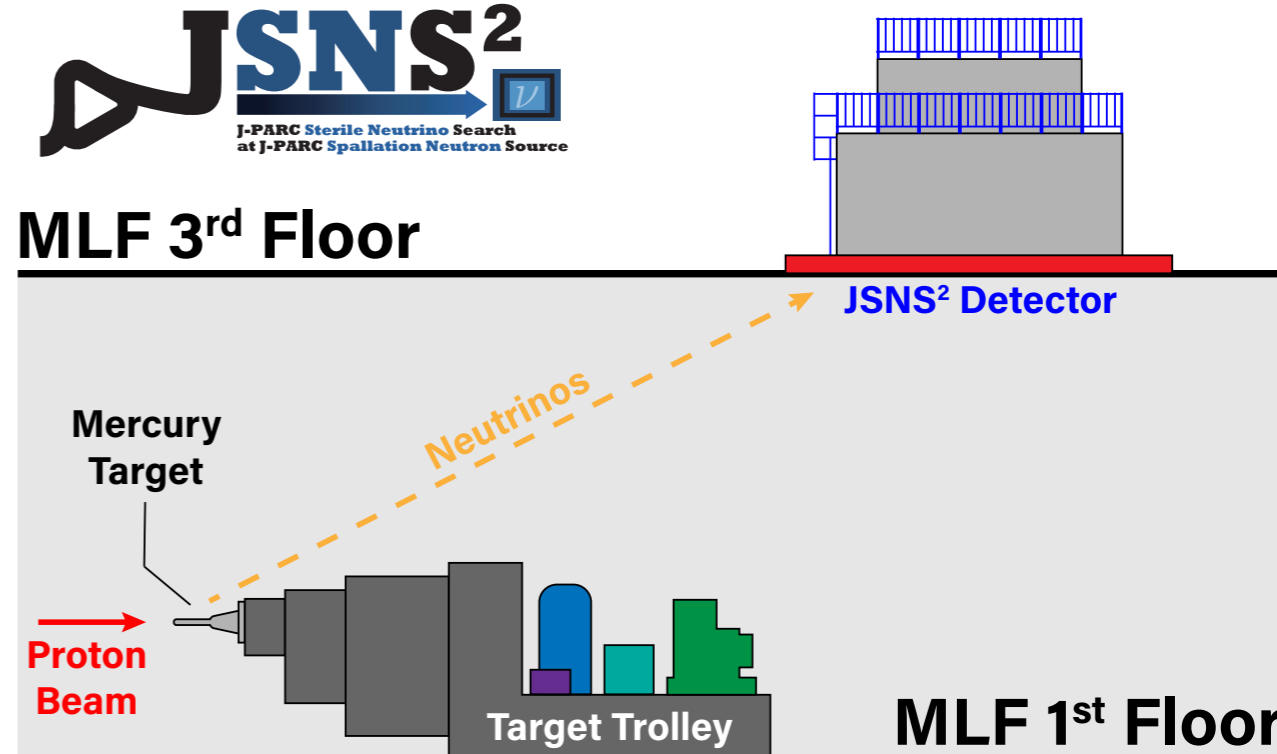 JSNS²
ν
J-PARC Sterile Neutrino Search
at J-PARC Spallation Neutron Source
MLF 3rd Floor
JSNS² Detector
Neutrinos
Mercury
Target
Proton
Beam
Target Trolley
MLF 1st Floor